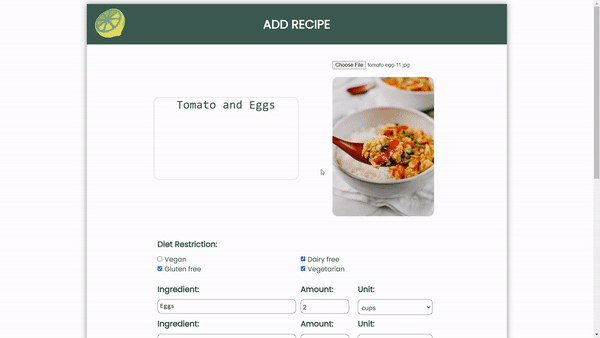 ADD RECIPE
Choose File tomato-egg-11.jpg
Tomato and Eggs
Diet Restriction:
Vegan Dairy free
Gluten free Vegetarian
Ingredient: Amount: Unit:
Eggs 2 cups
Ingredient: Amount: Unit: